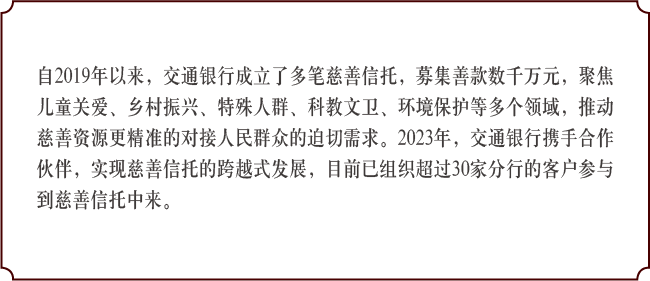 自2019年以来，交通银行成立了多笔慈善信托，募集善款数千万元，聚焦
儿童关爱、乡村振兴、特殊人群、科教文卫、环境保护等多个领域，推动
慈善资源更精准的对接人民群众的迫切需求。2023年，交通银行携手合作
伙伴，实现慈善信托的跨越式发展，目前已组织超过30家分行的客户参与
到慈善信托中来。